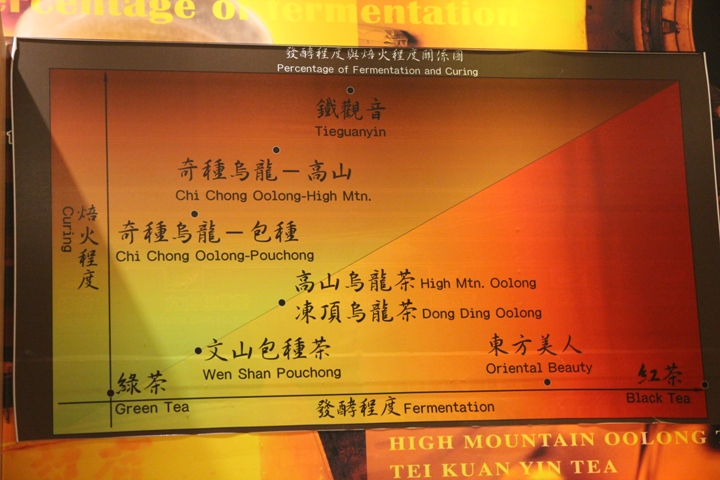 ercentage of fermentation
發酵程度與焙火程度關係圖
Percentage of Fermentation and Curing
鐵觀音
Tieguanyin
奇種烏龍－高山
Chi Chong Oolong-High Mtn.
焙火程度
Curing
奇種烏龍－包種
Chi Chong Oolong-Pouchong
高山烏龍茶 High Mtn. Oolong
凍頂烏龍茶 Dong Ding Oolong
文山包種茶
Wen Shan Pouchong
東方美人
Oriental Beauty
綠茶
Green Tea
紅茶
Black Tea
發酵程度 Fermentation
HIGH MOUNTAIN OOLONG T
TEI KUAN YIN TEA